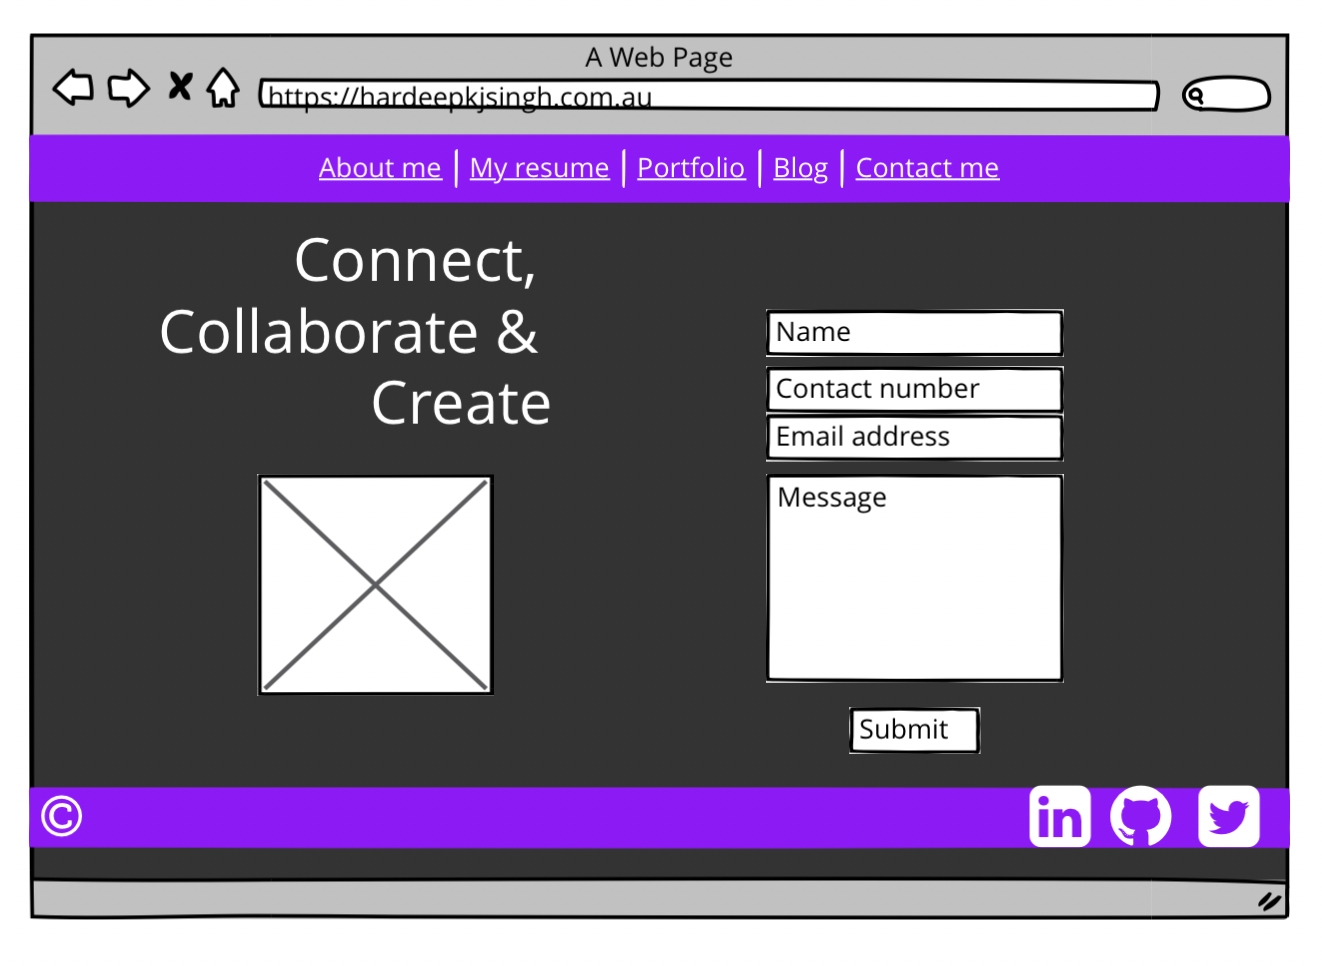 A Web Page
https://hardeepkjsingh.com.au
About me | My resume | Portfolio | Blog | Contact me
Connect,
Collaborate &
Create
Name
Contact number
Email address
Message
Submit
©
in